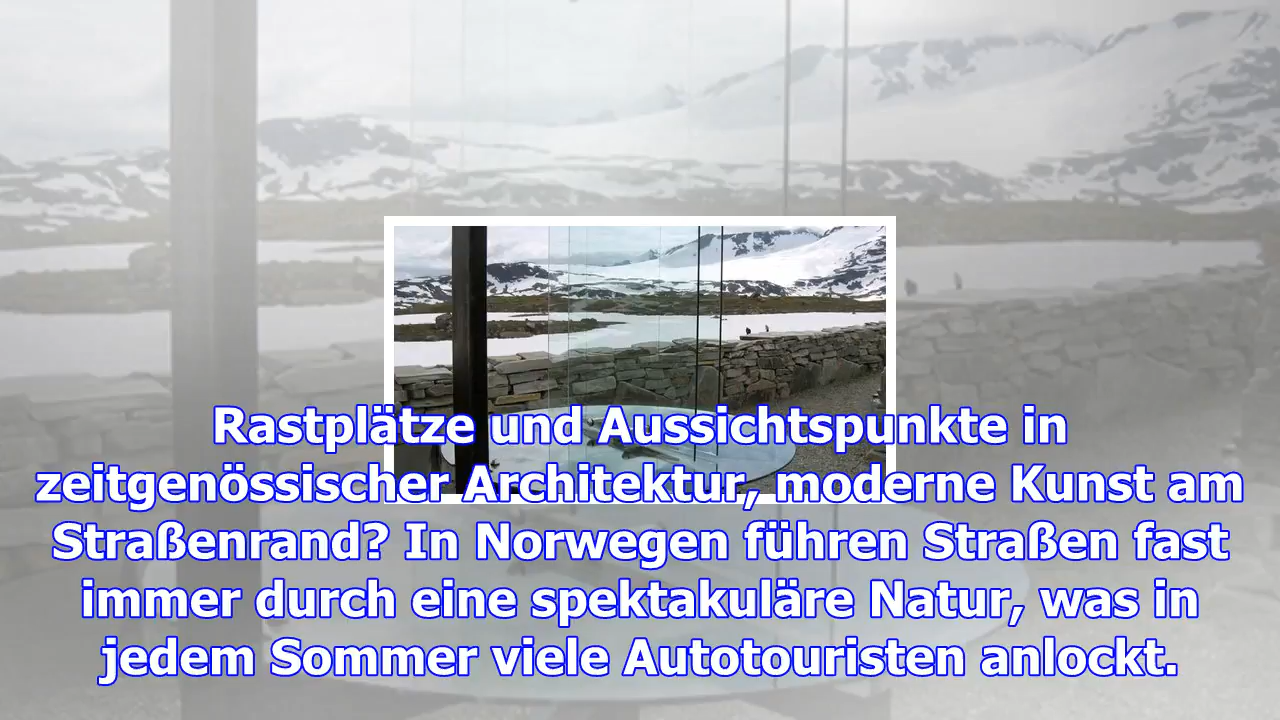 Rastplätze und Aussichtspunkte in
zeitgenössischer Architektur, moderne Kunst am
Straßenrand? In Norwegen führen Straßen fast
immer durch eine spektakuläre Natur, was in
jedem Sommer viele Autotouristen anlockt.